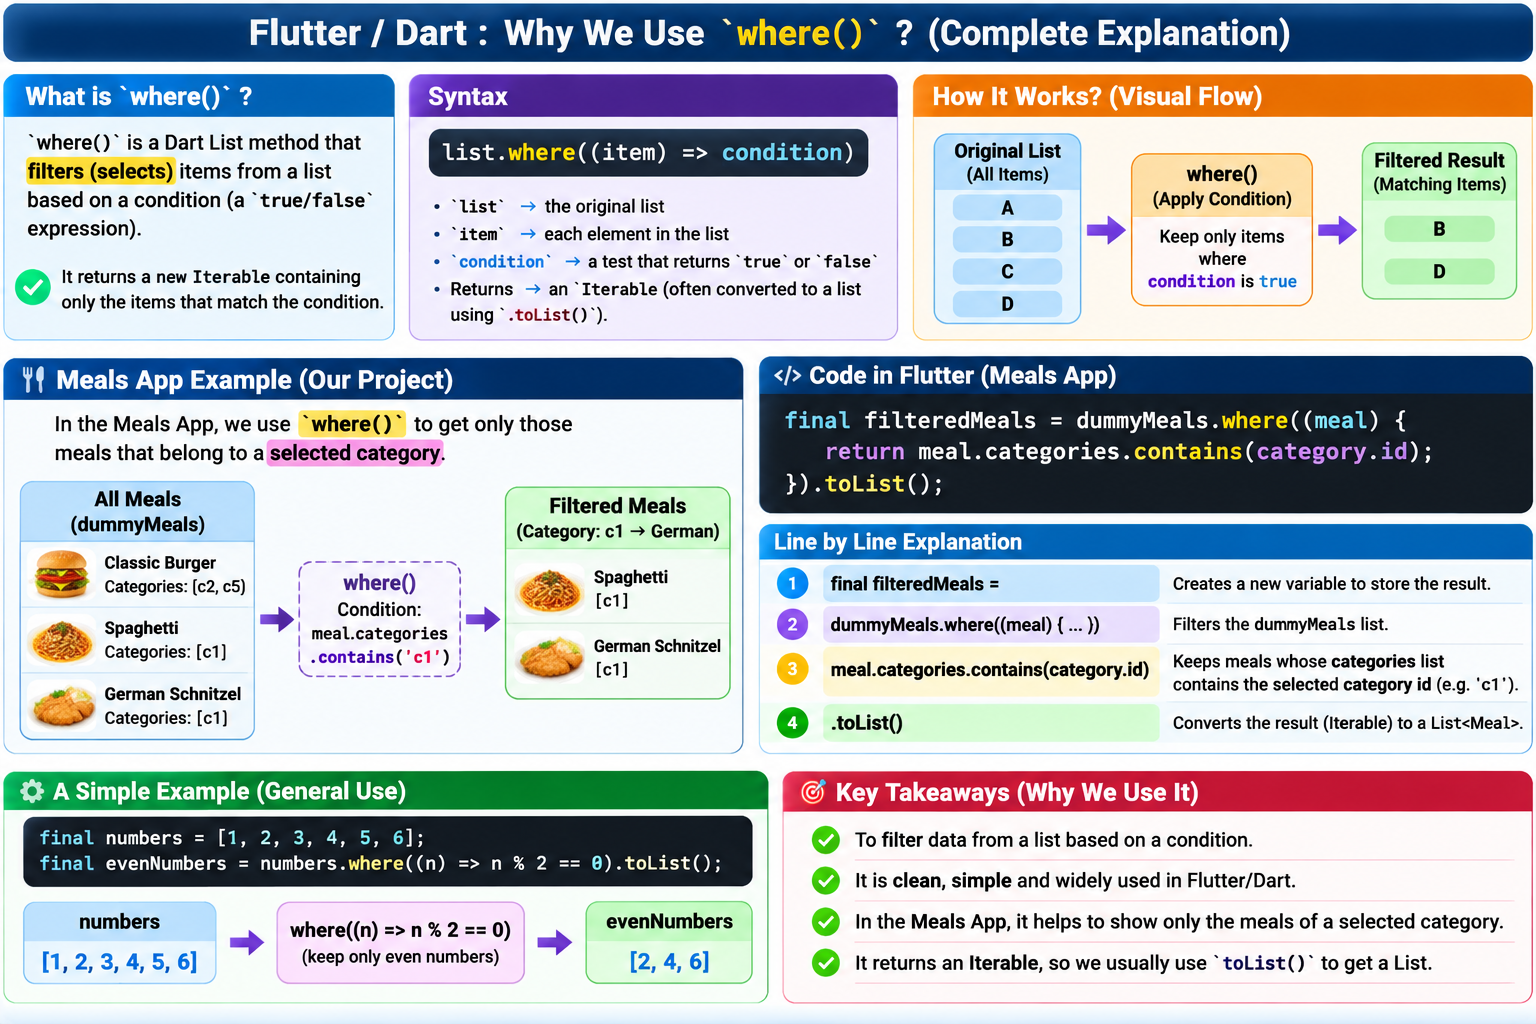 Flutter / Dart : Why We Use `where()` ? (Complete Explanation)
What is `where()` ?
`where()` is a Dart List method that
filters (selects) items from a list
based on a condition (a `true/false`
expression).
It returns a new Iterable containing
only the items that match the condition.
Syntax
list.where((item) => condition)
• `list` → the original list
• `item` → each element in the list
• `condition` → a test that returns `true` or `false`
• Returns → an `Iterable (often converted to a list
using `.toList()`).
How It Works? (Visual Flow)
Original List
(All Items)
A
B
C
D
where()
(Apply Condition)
Keep only items
where
condition is true
Filtered Result
(Matching Items)
B
D
Meals App Example (Our Project)
In the Meals App, we use `where()` to get only those
meals that belong to a selected category.
All Meals
(dummyMeals)
Classic Burger
Categories: [c2, c5]
Spaghetti
Categories: [c1]
German Schnitzel
Categories: [c1]
where()
Condition:
meal.categories
.contains('c1')
Filtered Meals
(Category: c1 → German)
Spaghetti
[c1]
German Schnitzel
[c1]
</> Code in Flutter (Meals App)
final filteredMeals = dummyMeals.where((meal) {
return meal.categories.contains(category.id);
}).toList();
Line by Line Explanation
1 final filteredMeals = Creates a new variable to store the result.
2 dummyMeals.where((meal) { ... }) Filters the dummyMeals list.
3 meal.categories.contains(category.id) Keeps meals whose categories list
contains the selected category id (e.g. 'c1').
4 .toList() Converts the result (Iterable) to a List<Meal>.
A Simple Example (General Use)
final numbers = [1, 2, 3, 4, 5, 6];
final evenNumbers = numbers.where((n) => n % 2 == 0).toList();
numbers
[1, 2, 3, 4, 5, 6]
where((n) => n % 2 == 0)
(keep only even numbers)
evenNumbers
[2, 4, 6]
Key Takeaways (Why We Use It)
To filter data from a list based on a condition.
It is clean, simple and widely used in Flutter/Dart.
In the Meals App, it helps to show only the meals of a selected category.
It returns an Iterable, so we usually use `toList()` to get a List.